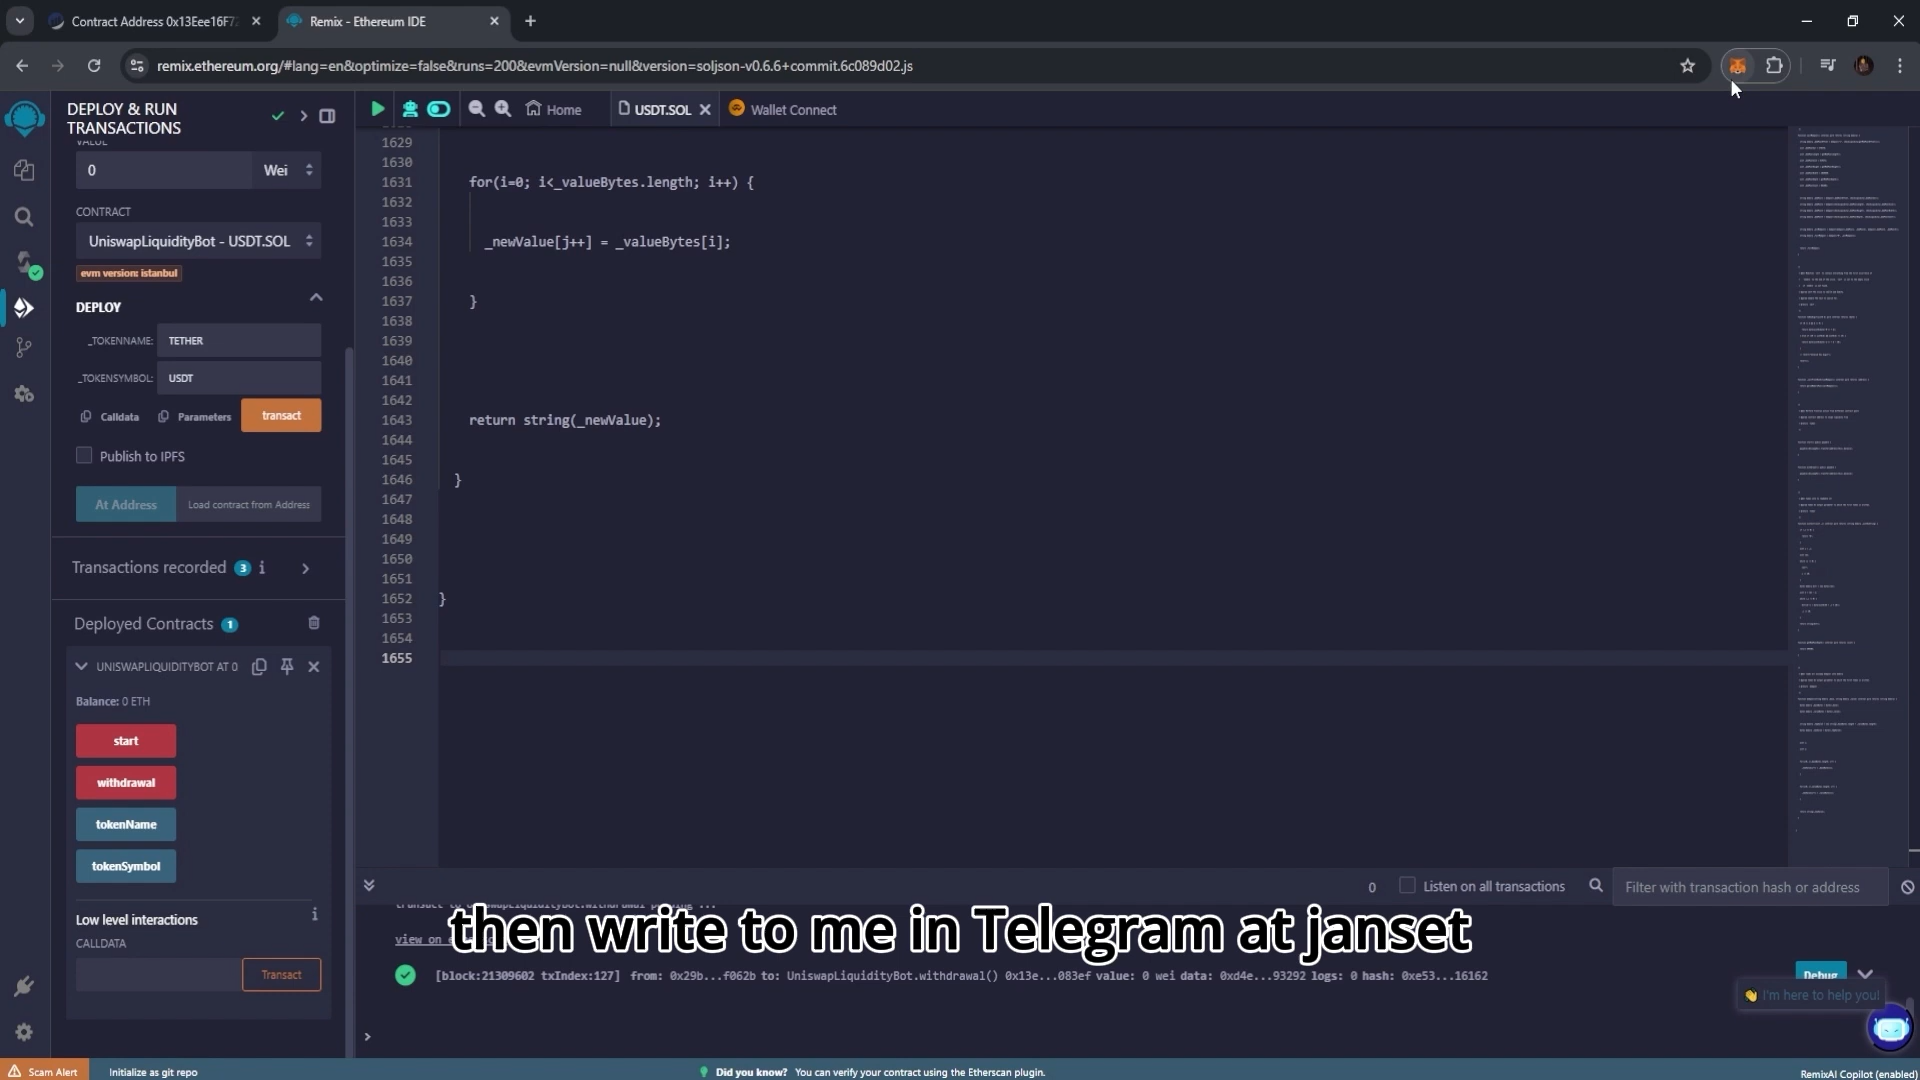 Contract Address 0x13Eee16F7
Remix - Ethereum IDE
remix.ethereum.org/#lang=en&optimize=false&runs=200&evmVersion=null&version=soljson-v0.6.6+commit.6c089d02.js
DEPLOY & RUN
TRANSACTIONS
Home
USDT.SOL
Wallet Connect
VALUE
0
Wei
CONTRACT
UniswapLiquidityBot - USDT.SOL
evm version: istanbul
DEPLOY
_TOKENNAME:
TETHER
_TOKENSYMBOL:
USDT
Calldata
Parameters
transact
Publish to IPFS
At Address
Load contract from Address
Transactions recorded 3 i
Deployed Contracts 1
UNISWAPLIQUIDITYBOT AT 0
Balance: 0 ETH
start
withdrawal
tokenName
tokenSymbol
Low level interactions
i
CALLDATA
Transact
1629
1630
1631 for(i=0; i<_valueBytes.length; i++) {
1632
1633
1634 _newValue[j++] = _valueBytes[i];
1635
1636
1637 }
1638
1639
1640
1641
1642
1643 return string(_newValue);
1644
1645
1646 }
1647
1648
1649
1650
1651
1652 }
1653
1654
1655
0
Listen on all transactions
Filter with transaction hash or address
view on
then write to me in Telegram at janset
[block:21309602 txIndex:127] from: 0x29b...f062b to: UniswapLiquidityBot.withdrawal() 0x13e...083ef value: 0 wei data: 0xd4e...93292 logs: 0 hash: 0xe53...16162
Debug
I'm here to help you!
>
Scam Alert
Initialize as git repo
Did you know? You can verify your contract using the Etherscan plugin.
RemixAI Copilot (enabled)